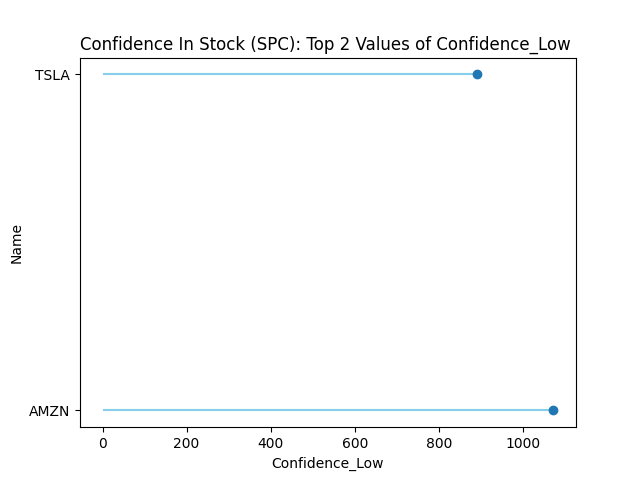 Confidence In Stock (SPC): Top 2 Values of Confidence_Low
TSLA
Name
AMZN
0 200 400 600 800 1000
Confidence_Low